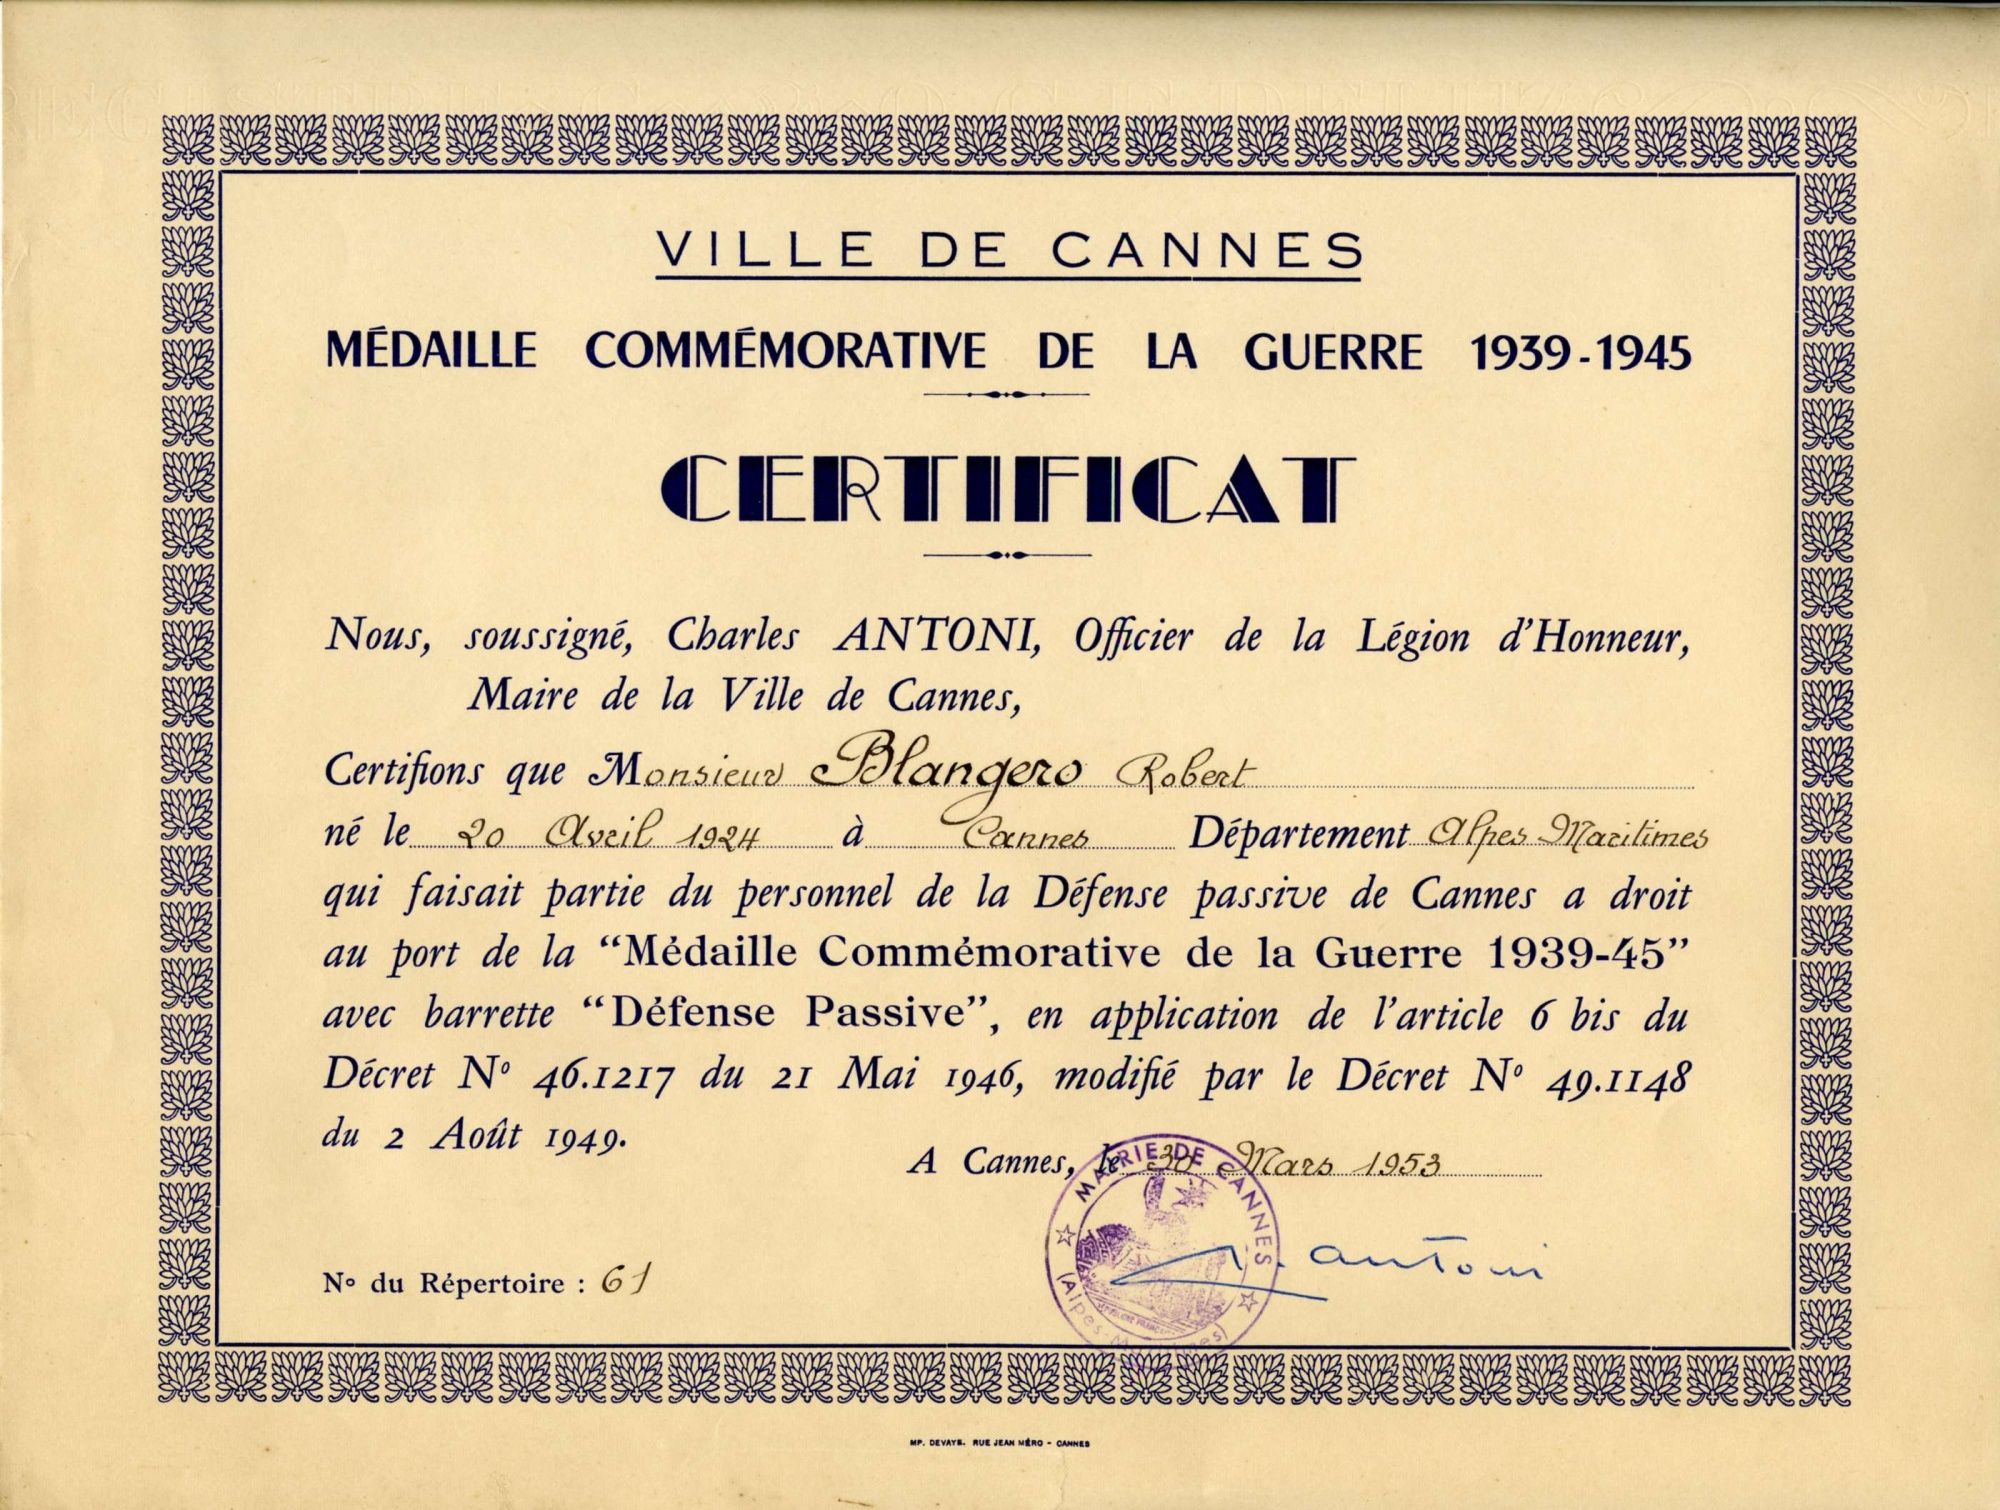 VILLE DE CANNES
MÉDAILLE COMMÉMORATIVE DE LA GUERRE 1939-1945
CERTIFICAT
Nous, soussigné, Charles ANTONI, Officier de la Légion d'Honneur,
Maire de la Ville de Cannes,
Certifions que Monsieur Blangero Robert
né le 20 Avril 1924 à Cannes Département Alpes Maritimes
qui faisait partie du personnel de la Défense passive de Cannes a droit
au port de la “Médaille Commémorative de la Guerre 1939-45”
avec barrette “Défense Passive”, en application de l'article 6 bis du
Décret No 46.1217 du 21 Mai 1946, modifié par le Décret No 49.1148
du 2 Août 1949.
A Cannes, le 30 Mars 1953
MAIRIE DE CANNES
(Alpes-Maritimes)
Antoni
No du Répertoire : 61
MP. DEVAYE. RUE JEAN MÉRO - CANNES